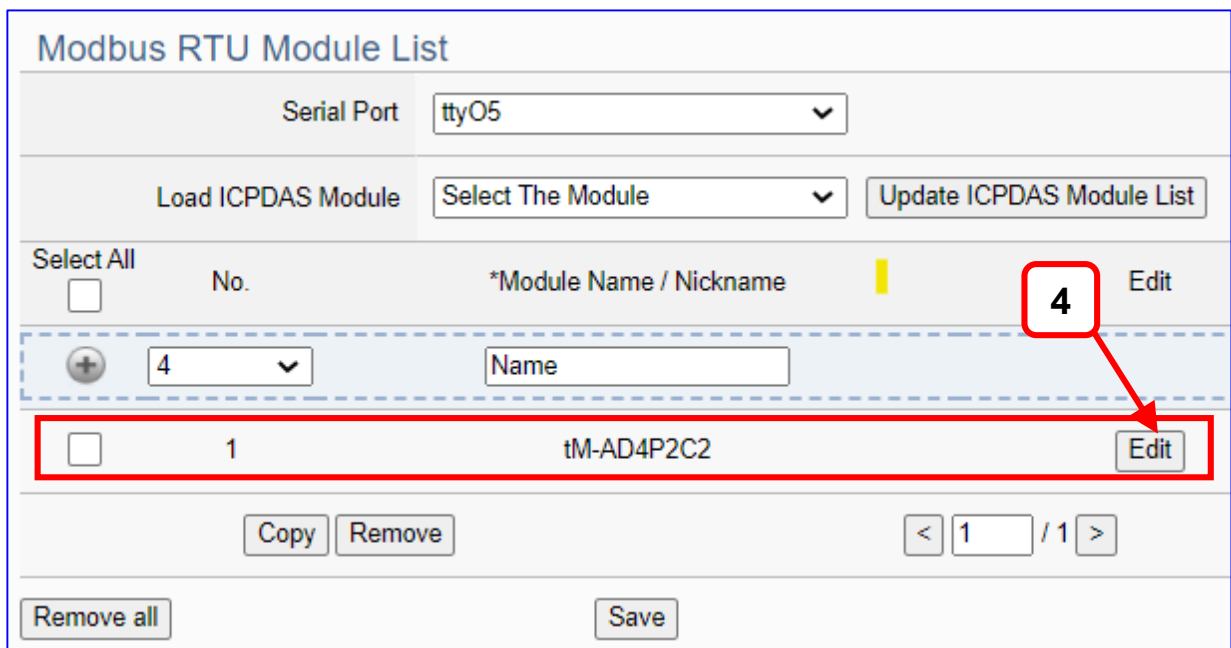 Modbus RTU Module List
Serial Port ttyO5
Load ICPDAS Module Select The Module Update ICPDAS Module List
Select All
No. *Module Name / Nickname Edit
4
4 Name
1 tM-AD4P2C2 Edit
Copy Remove < 1 / 1 >
Remove all Save